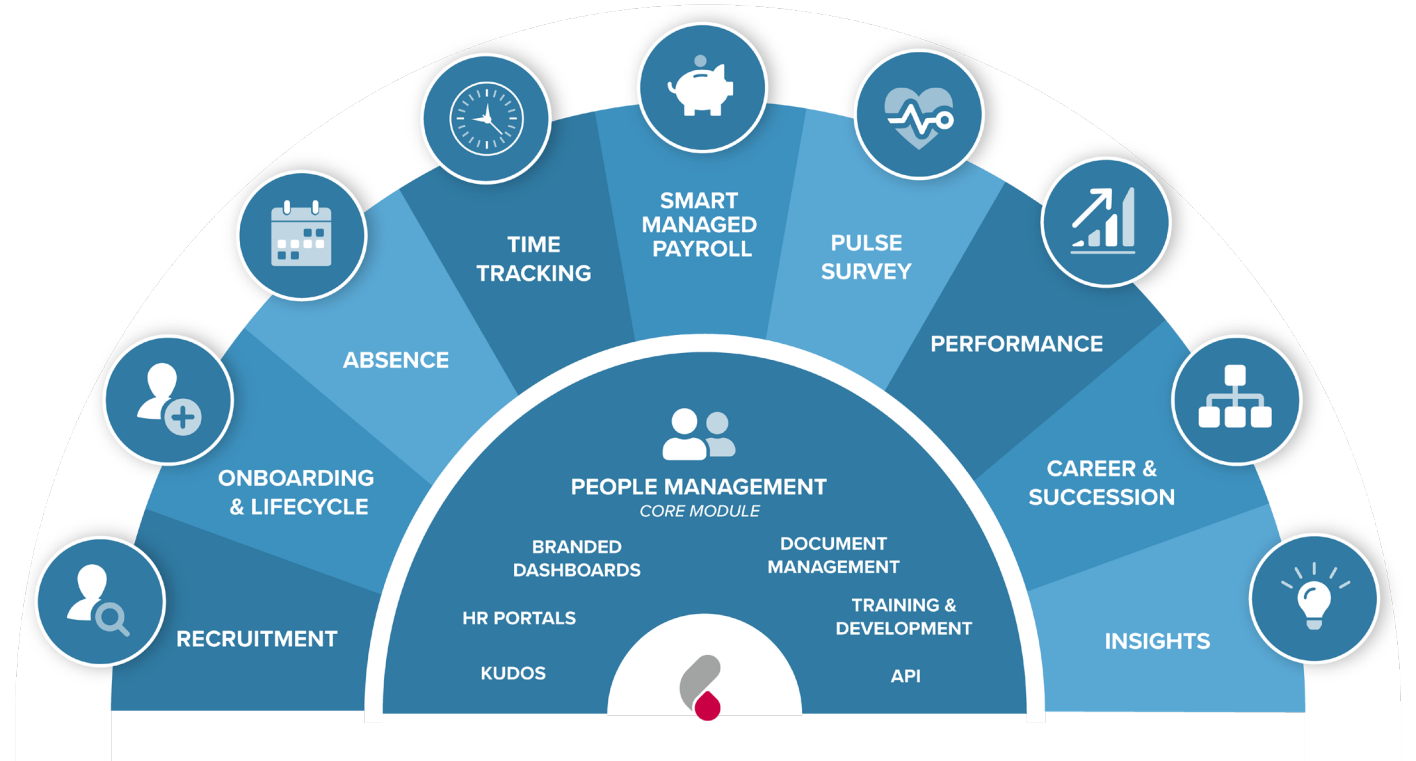 RECRUITMENT
ONBOARDING
& LIFECYCLE
ABSENCE
TIME
TRACKING
SMART
MANAGED
PAYROLL
PULSE
SURVEY
PERFORMANCE
CAREER &
SUCCESSION
INSIGHTS
PEOPLE MANAGEMENT
CORE MODULE
BRANDED
DASHBOARDS
HR PORTALS
KUDOS
DOCUMENT
MANAGEMENT
TRAINING &
DEVELOPMENT
API